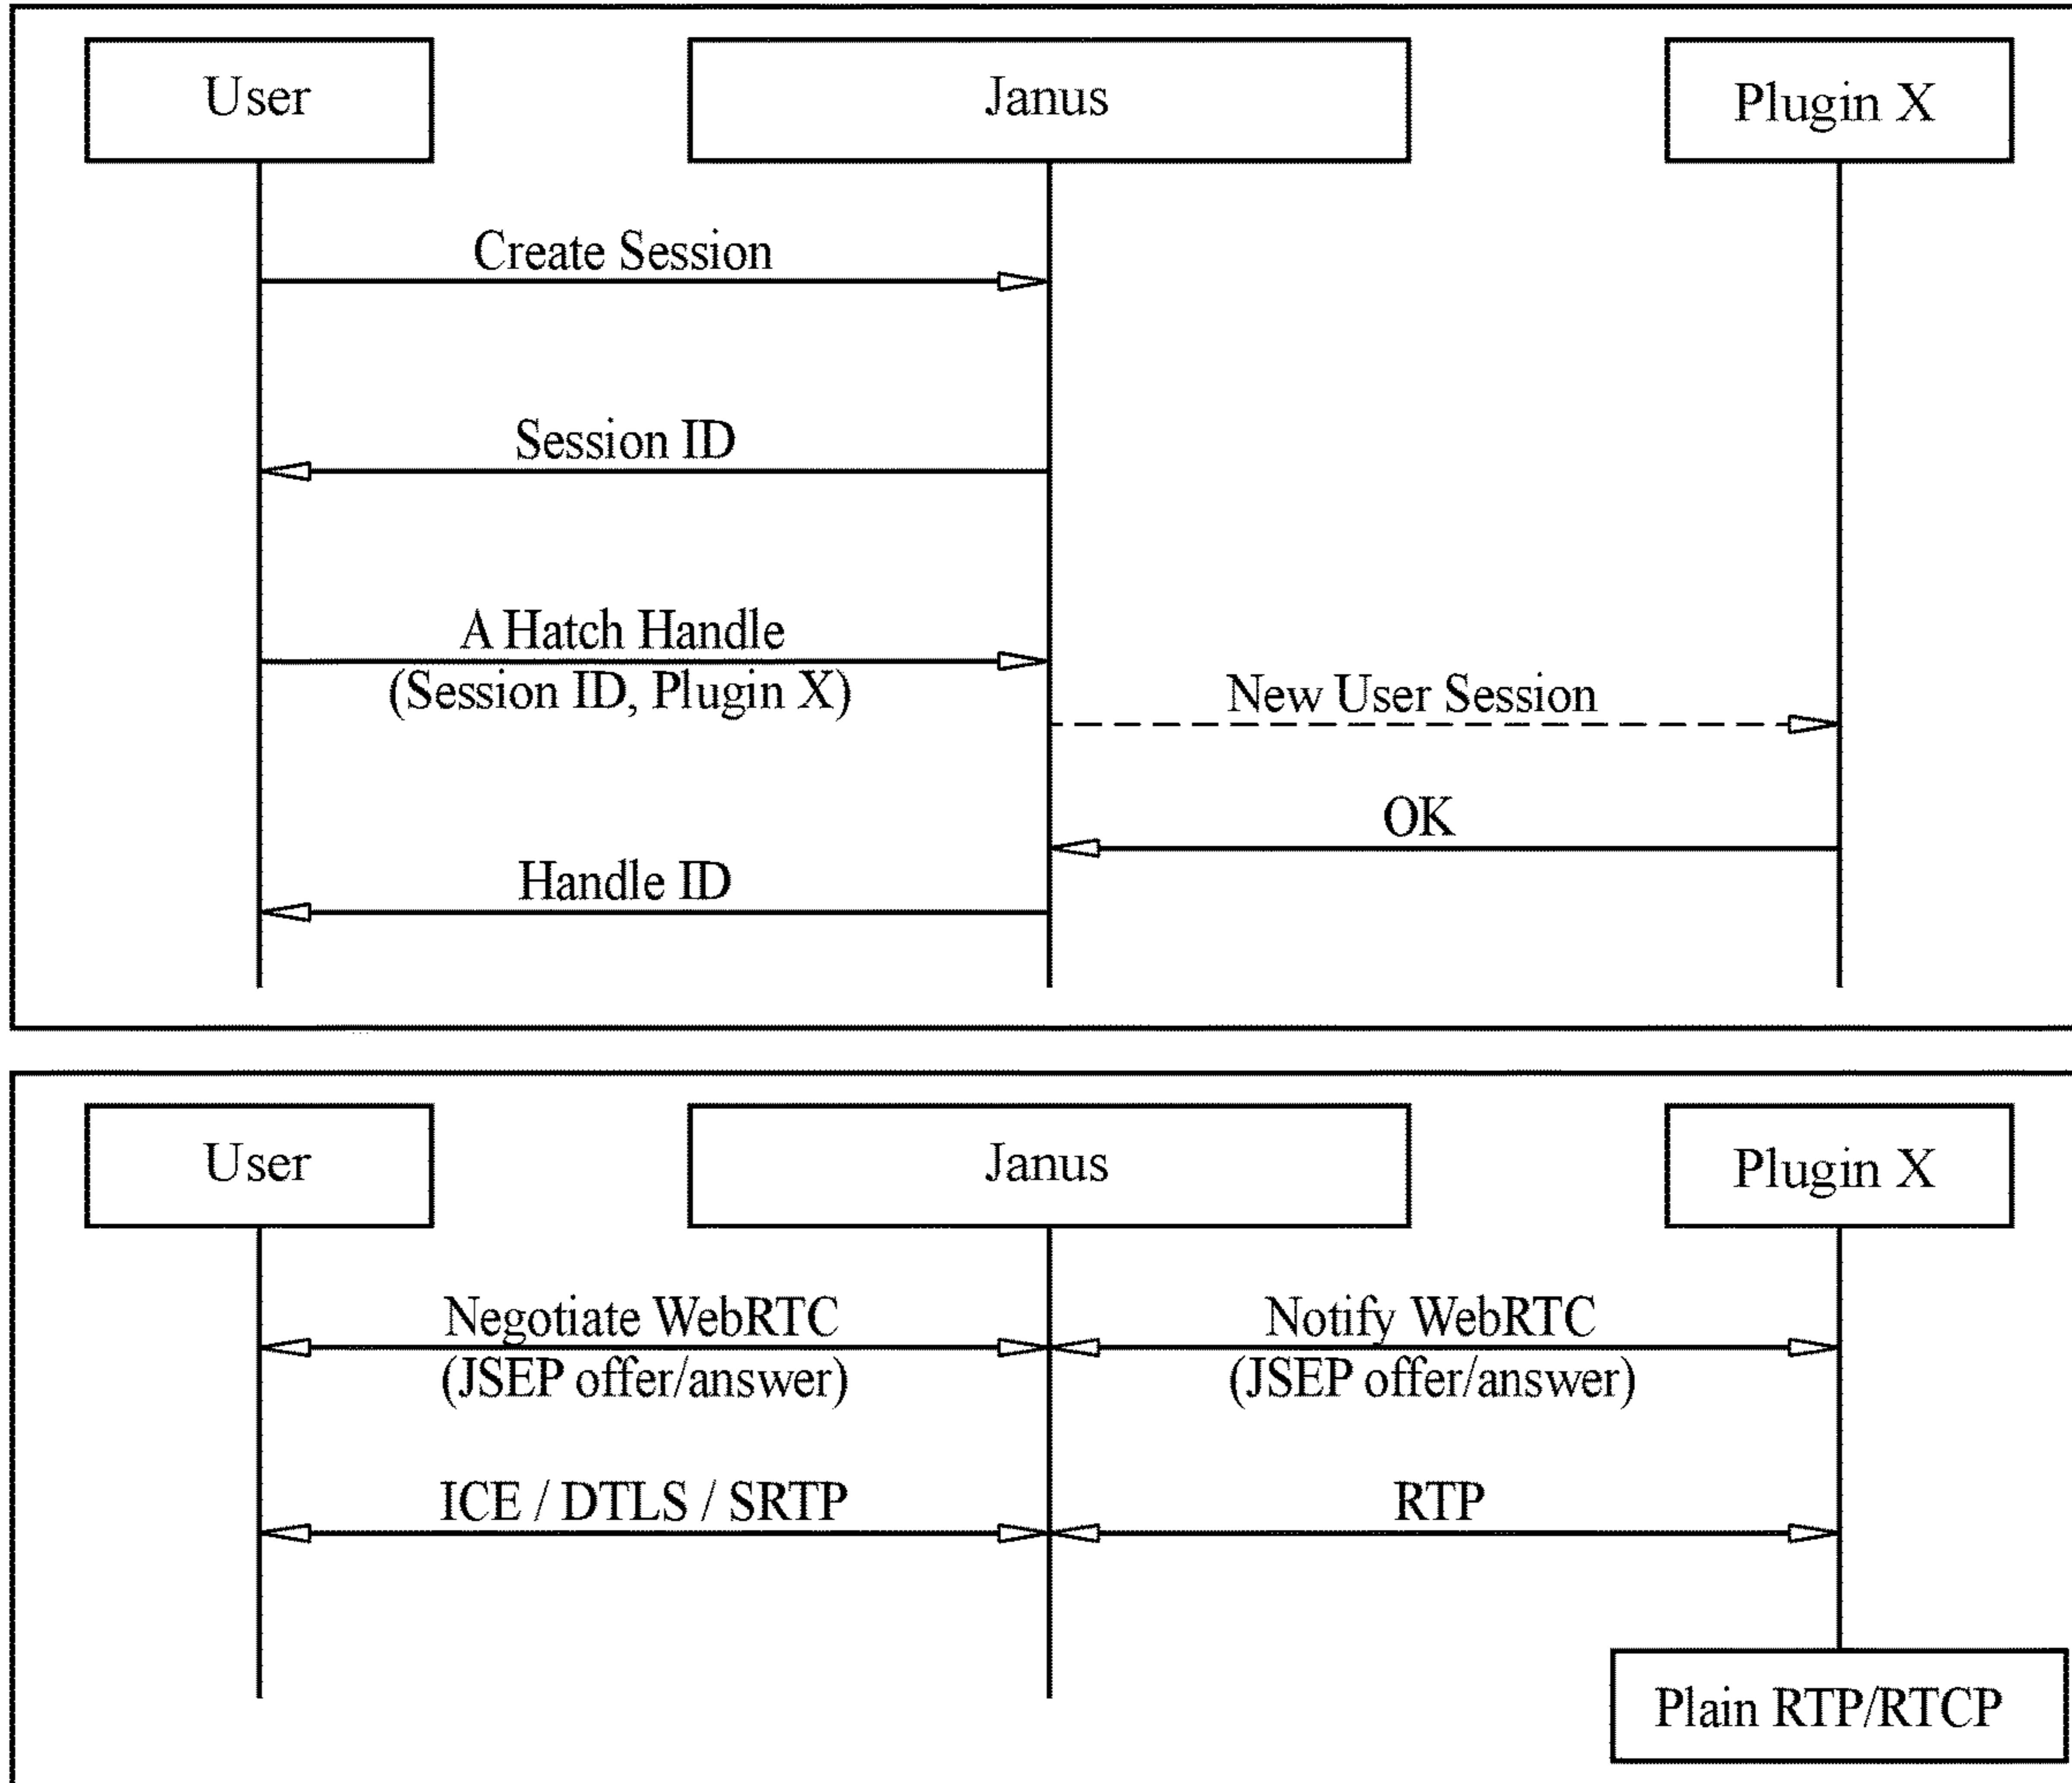 User
Janus
Plugin X
Create Session
Session ID
A Hatch Handle
(Session ID, Plugin X)
New User Session
OK
Handle ID
User
Janus
Plugin X
Negotiate WebRTC
(JSEP offer/answer)
Notify WebRTC
(JSEP offer/answer)
ICE / DTLS / SRTP
RTP
Plain RTP/RTCP